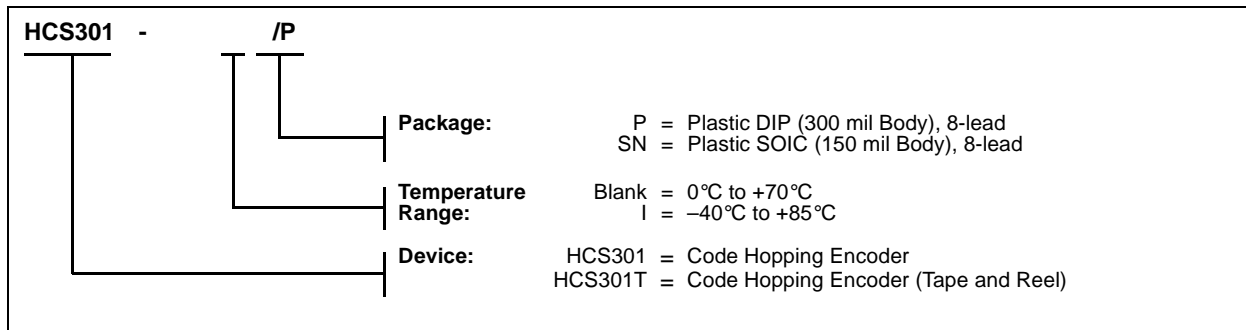 HCS301 - /P
Package: P = Plastic DIP (300 mil Body), 8-lead
SN = Plastic SOIC (150 mil Body), 8-lead
Temperature Blank = 0°C to +70°C
Range: I = –40°C to +85°C
Device: HCS301 = Code Hopping Encoder
HCS301T = Code Hopping Encoder (Tape and Reel)